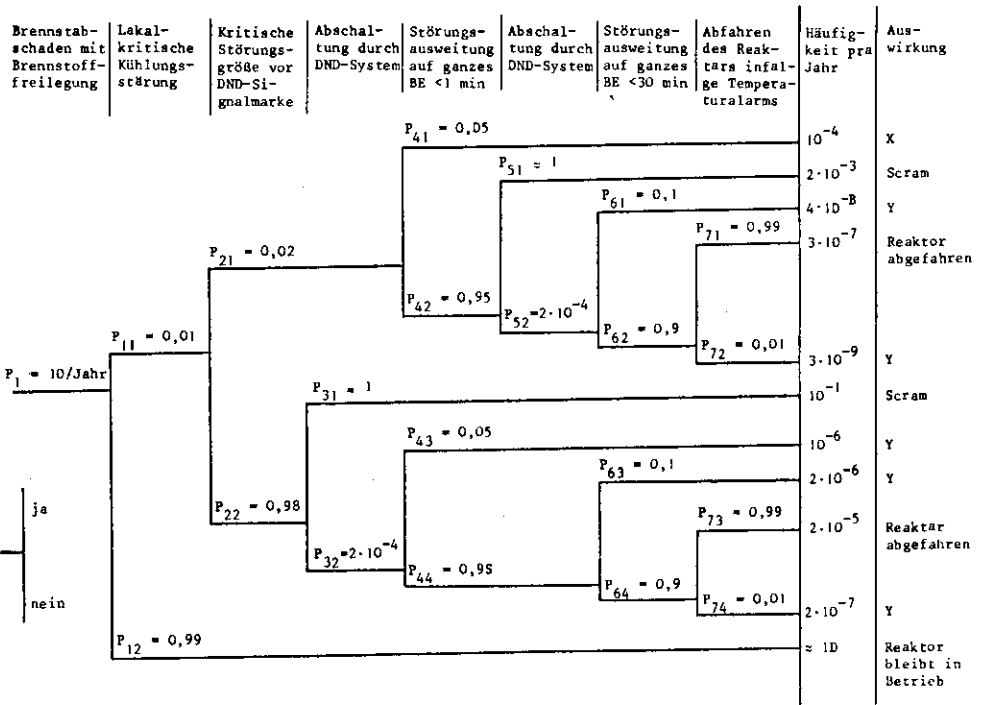 Brennstab-
schaden mit
Brennstoff-
freilegung
Lakal-
kritische
Kühlungs-
stärung
Kritische
Störungs-
größe vor
DND-Si-
gnalmarke
Abschal-
tung durch
DND-System
Störungs-
ausweitung
auf ganzes
BE <1 min
Abschal-
tung durch
DND-System
Störungs-
ausweitung
auf ganzes
BE <30 min
Abfahren
des Reak-
tars infal-
ge Tempera-
turalarms
Häufig-
keit pra
Jahr
Aus-
wirkung
P41 = 0,D5
10^-4
X
P51 ≈ 1
2·10^-3
Scram
P61 = 0,1
4·1D^-B
Y
P71 = 0,99
3·10^-7
Reaktor
abgefahren
P21 = 0,02
P42 = 0,95
P52=2·10^-4
P62 = 0,9
P72 = 0,01
3·10^-9
Y
P11 = 0,01
P1 = 10/Jahr
P31 ≈ 1
10^-1
Scram
P43 = 0,05
10^-6
Y
P63 = 0,1
2·10^-6
Y
P22 = 0,98
P73 = 0,99
2·10^-5
Reaktar
abgefahren
P32=2·10^-4
P44 = 0,9S
P64 = 0,9
P74 = 0,01
2·10^-7
Y
ja
nein
P12 = 0,99
≈ 1D
Reaktor
bleibt in
Betrieb